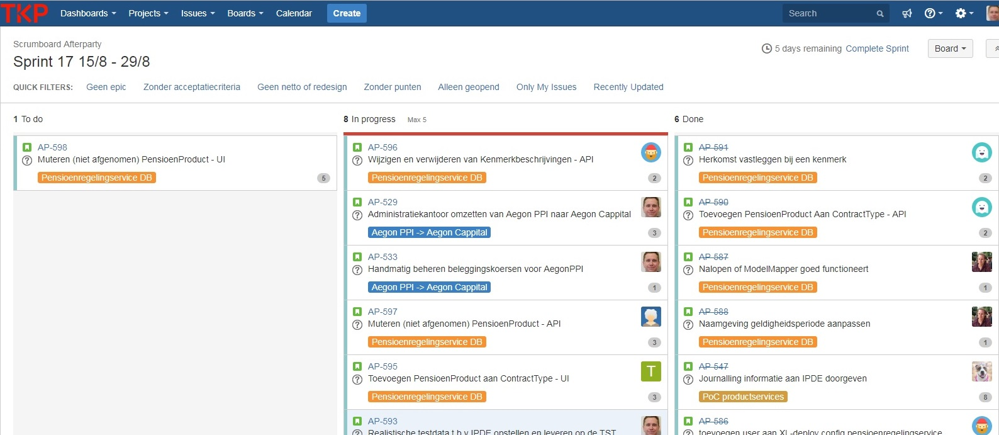 TKP Dashboards Projects Issues Boards Calendar Create Search
Scrumboard Afterparty
5 days remaining Complete Sprint Board
Sprint 17 15/8 - 29/8
QUICK FILTERS: Geen epic Zonder acceptatiecriteria Geen netto of redesign Zonder punten Alleen geopend Only My Issues Recently Updated
1 To do
AP-598
Muteren (niet afgenomen) PensioenProduct - UI
Pensioenregelingservice DB 5
8 In progress Max 5
AP-596
Wijzigen en verwijderen van Kenmerkbeschrijvingen - API
Pensioenregelingservice DB 2
AP-529
Administratiekantoor omzetten van Aegon PPI naar Aegon Cappital
Aegon PPI -> Aegon Cappital 3
AP-533
Handmatig beheren beleggingskoersen voor AegonPPI
Aegon PPI -> Aegon Cappital 1
AP-597
Muteren (niet afgenomen) PensioenProduct - API
Pensioenregelingservice DB 3
AP-595 T
Toevoegen PensioenProduct aan ContractType - UI
Pensioenregelingservice DB 3
AP-593
Realistische testdata t.b.v IPDE opstellen en leveren op de TST
6 Done
AP-591
Herkomst vastleggen bij een kenmerk
Pensioenregelingservice DB 2
AP-590
Toevoegen PensioenProduct Aan ContractType - API
Pensioenregelingservice DB 2
AP-587
Nalopen of ModelMapper goed functioneert
Pensioenregelingservice DB 1
AP-588
Naamgeving geldigheidsperiode aanpassen
Pensioenregelingservice DB 1
AP-547
Journalling informatie aan IPDE doorgeven
PoC productservices 8
AP-586
toevoegen user aan XL-deploy config pensioenregelingservice